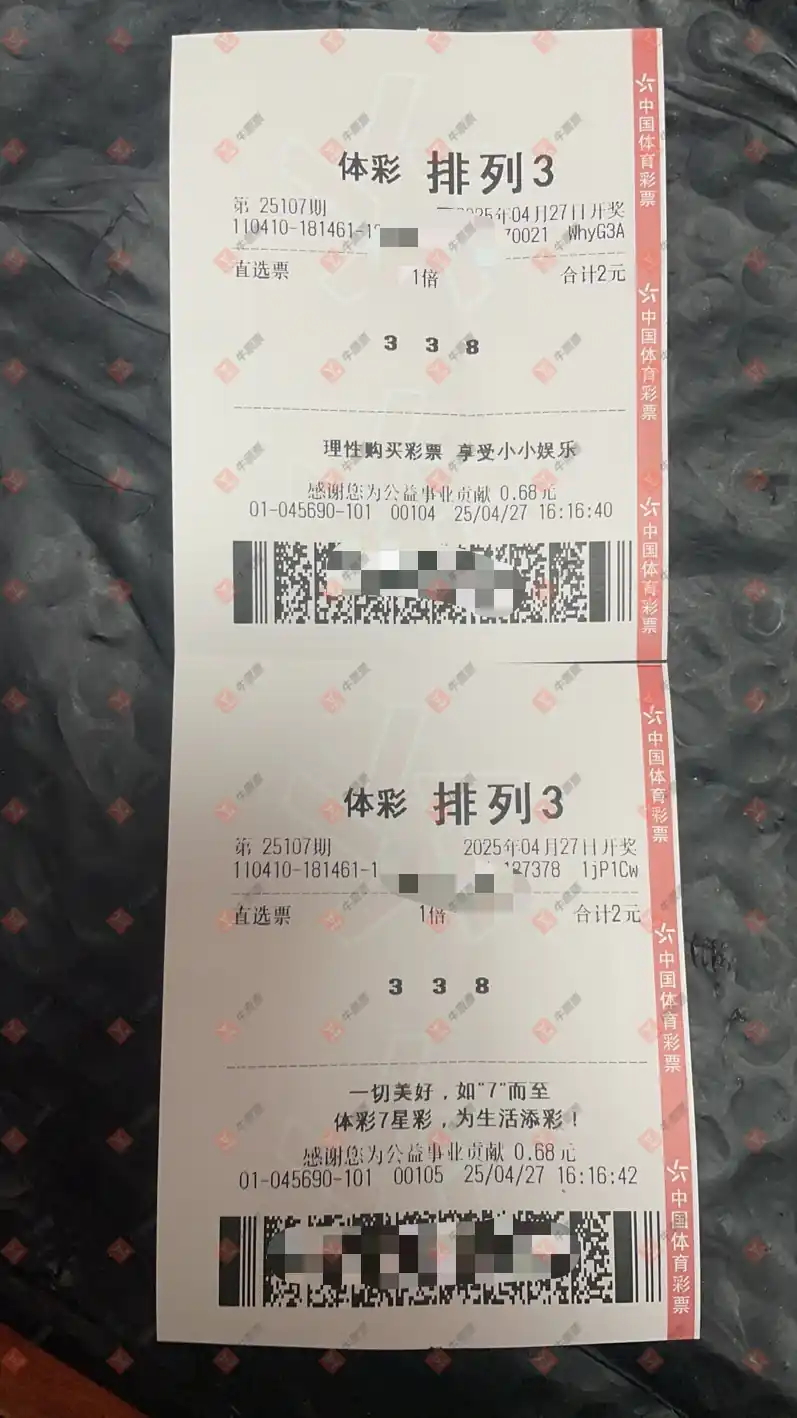 体彩 排列3
第 25107期 2025年04月27日开奖
110410-181461-1 70021 WhyG3A
直选票 1倍 合计2元
3 3 8
理性购买彩票 享受小小娱乐
感谢您为公益事业贡献 0.68元
01-045690-101 00104 25/04/27 16:16:40
中国体育彩票
中国体育彩票
中国体育彩票
体彩 排列3
第 25107期 2025年04月27日开奖
110410-181461-1 127378 1jP1Cw
直选票 1倍 合计2元
3 3 8
一切美好，如"7"而至
体彩7星彩，为生活添彩！
感谢您为公益事业贡献 0.68元
01-045690-101 00105 25/04/27 16:16:42
中国体育彩票
中国体育彩票
中国体育彩票